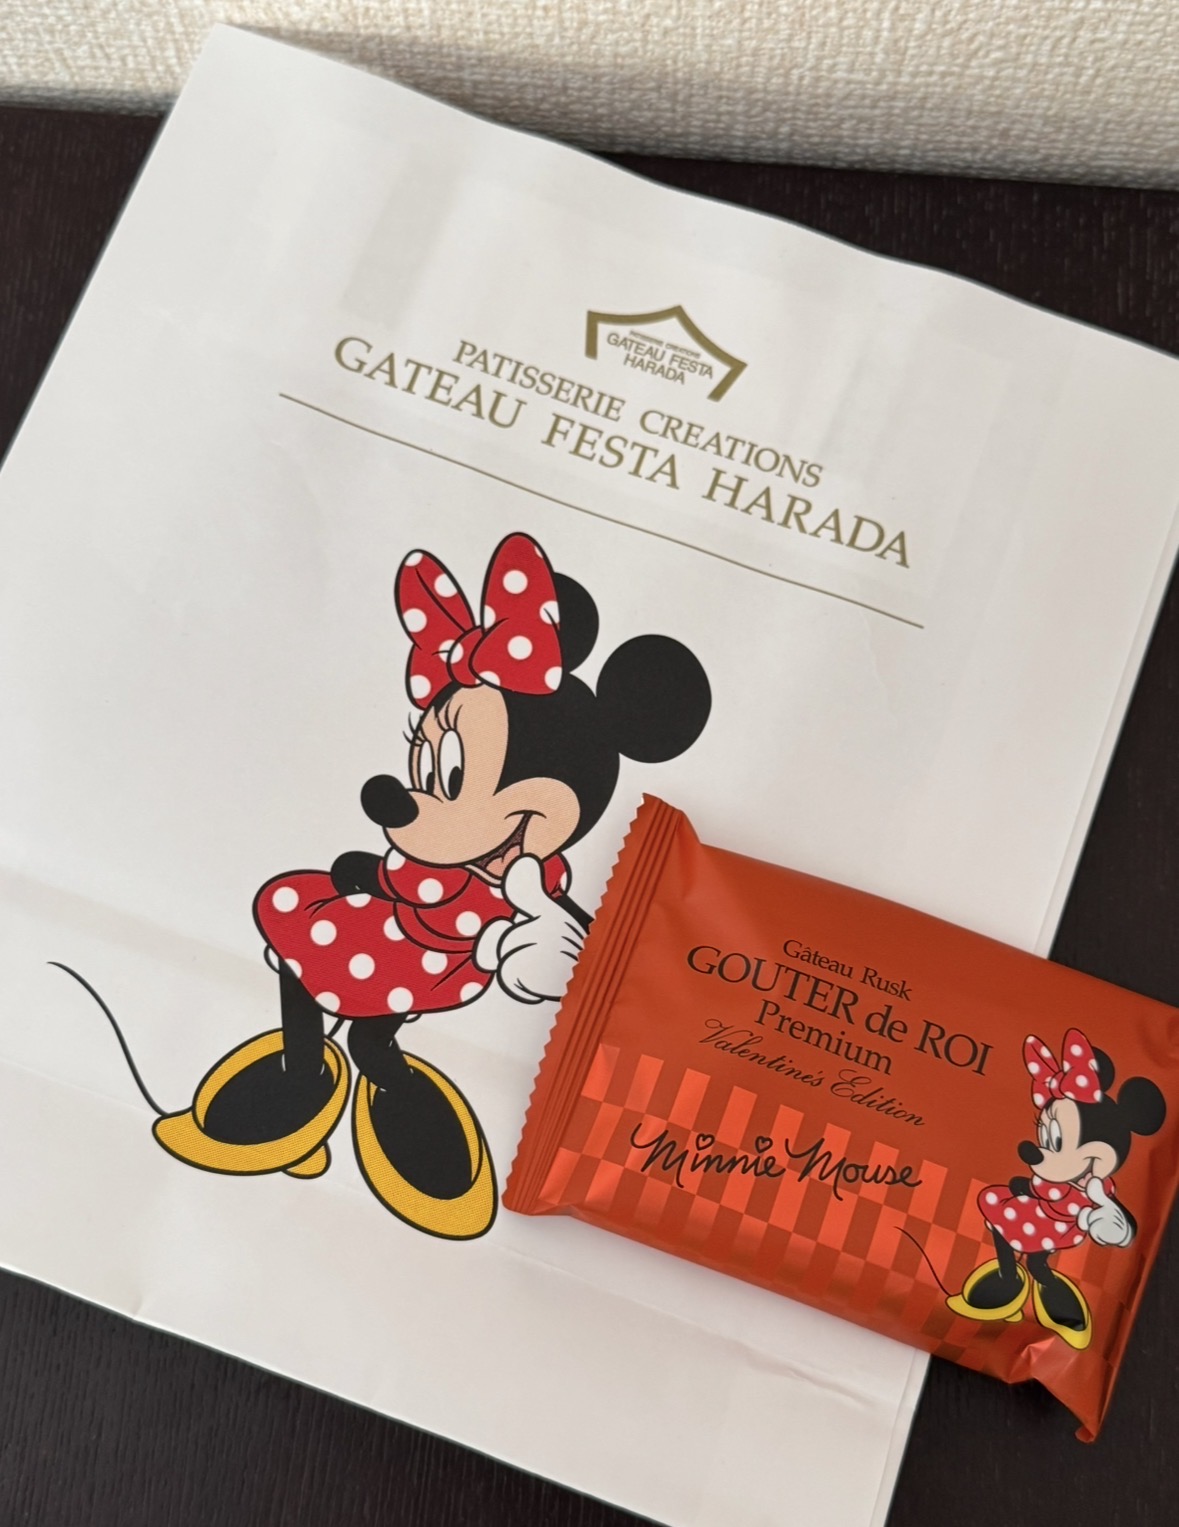 PATISSERIE CREATIONS
GATEAU FESTA
HARADA
PATISSERIE CREATIONS
GATEAU FESTA HARADA
Gâteau Rusk
GOUTER de ROI
Premium
Valentine's Edition
Minnie Mouse